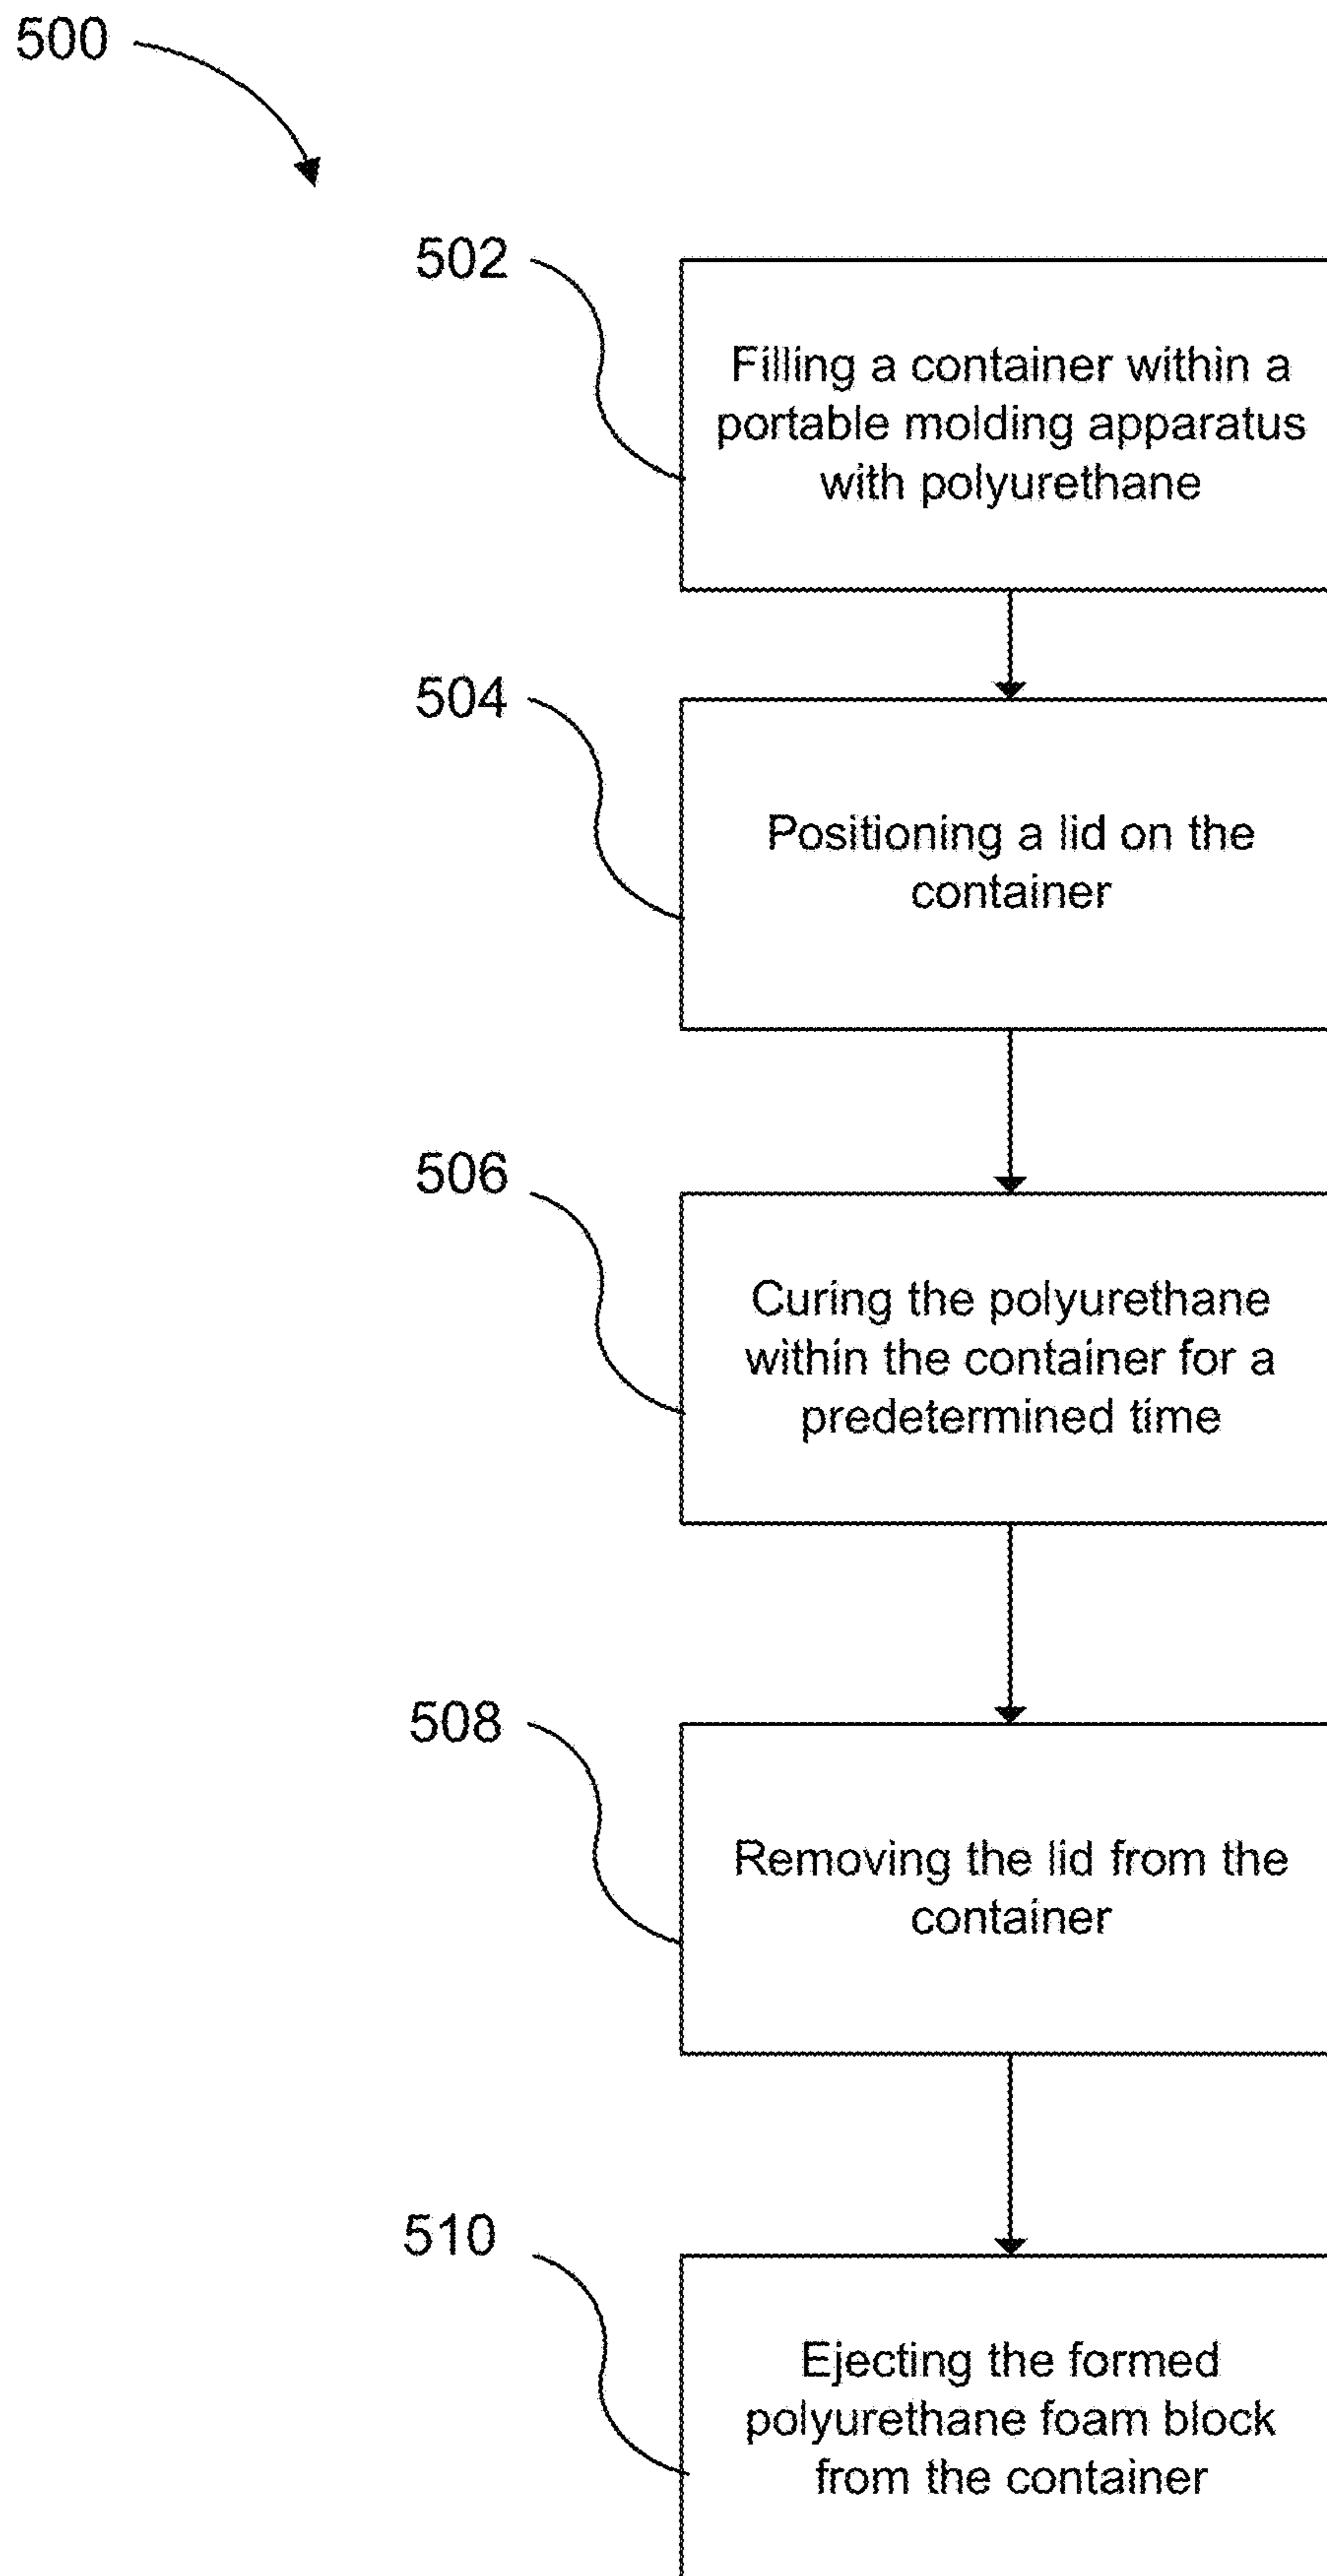 500
502
Filling a container within a
portable molding apparatus
with polyurethane
504
Positioning a lid on the
container
506
Curing the polyurethane
within the container for a
predetermined time
508
Removing the lid from the
container
510
Ejecting the formed
polyurethane foam block
from the container